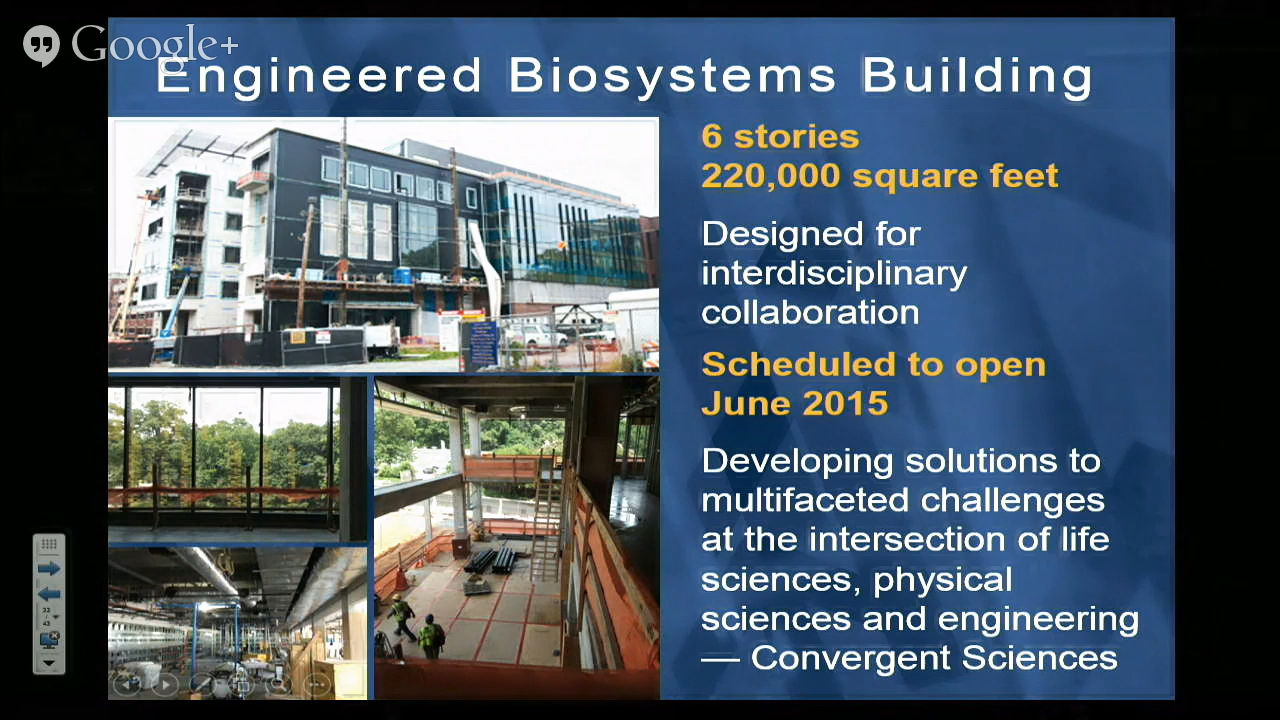 Google+
Engineered Biosystems Building
6 stories
220,000 square feet
Designed for
interdisciplinary
collaboration
Scheduled to open
June 2015
Developing solutions to
multifaceted challenges
at the intersection of life
sciences, physical
sciences and engineering
— Convergent Sciences